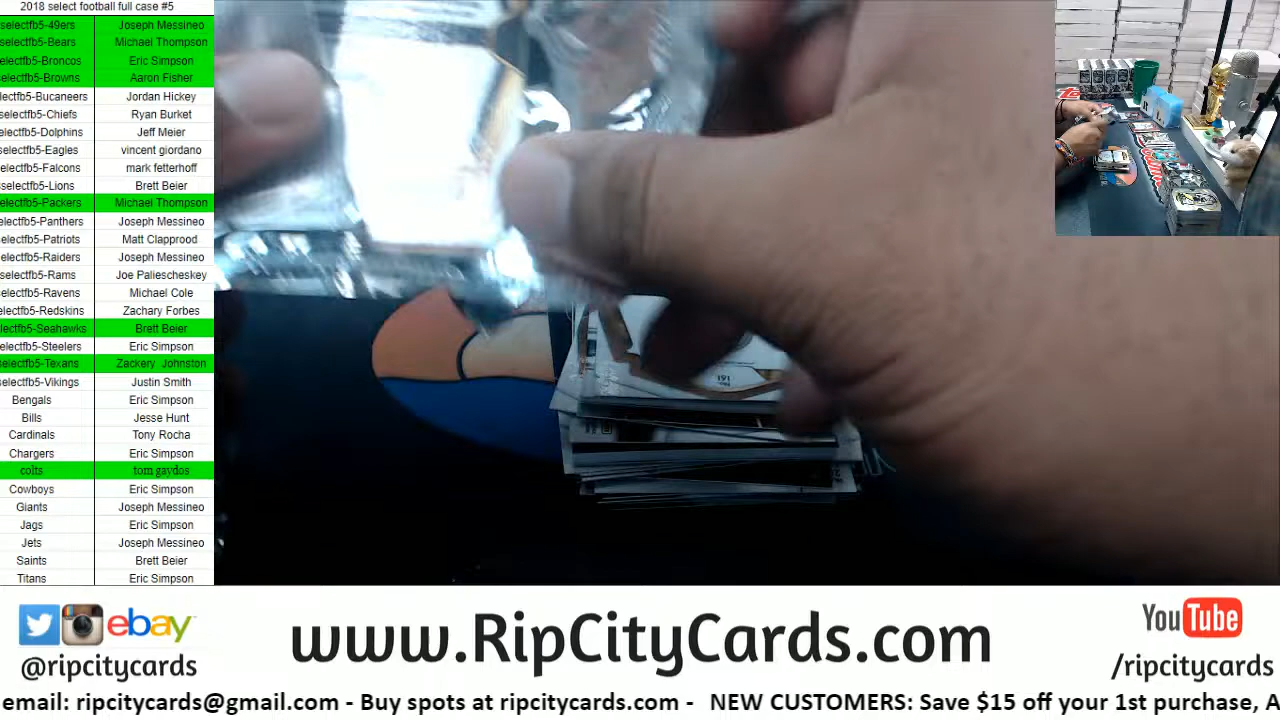 2018 select football full case #5
selectfb5-49ers Joseph Messineo
selectfb5-Bears Michael Thompson
selectfb5-Broncos Eric Simpson
selectfb5-Browns Aaron Fisher
lectfb5-Bucaneers Jordan Hickey
electfb5-Chiefs Ryan Burket
electfb5-Dolphins Jeff Meier
selectfb5-Eagles vincent giordano
selectfb5-Falcons mark fetterhoff
selectfb5-Lions Brett Beier
selectfb5-Packers Michael Thompson
electfb5-Panthers Joseph Messineo
electfb5-Patriots Matt Clapprood
electfb5-Raiders Joseph Messineo
selectfb5-Rams Joe Paliescheskey
selectfb5-Ravens Michael Cole
electfb5-Redskins Zachary Forbes
lectfb5-Seahawks Brett Beier
electfb5-Steelers Eric Simpson
selectfb5-Texans Zackery Johnston
selectfb5-Vikings Justin Smith
Bengals Eric Simpson
Bills Jesse Hunt
Cardinals Tony Rocha
Chargers Eric Simpson
colts tom gaydos
Cowboys Eric Simpson
Giants Joseph Messineo
Jags Eric Simpson
Jets Joseph Messineo
Saints Brett Beier
Titans Eric Simpson
191
ebay
@ripcitycards
www.RipCityCards.com
YouTube
/ripcitycards
email: ripcitycards@gmail.com - Buy spots at ripcitycards.com - NEW CUSTOMERS: Save $15 off your 1st purchase, A